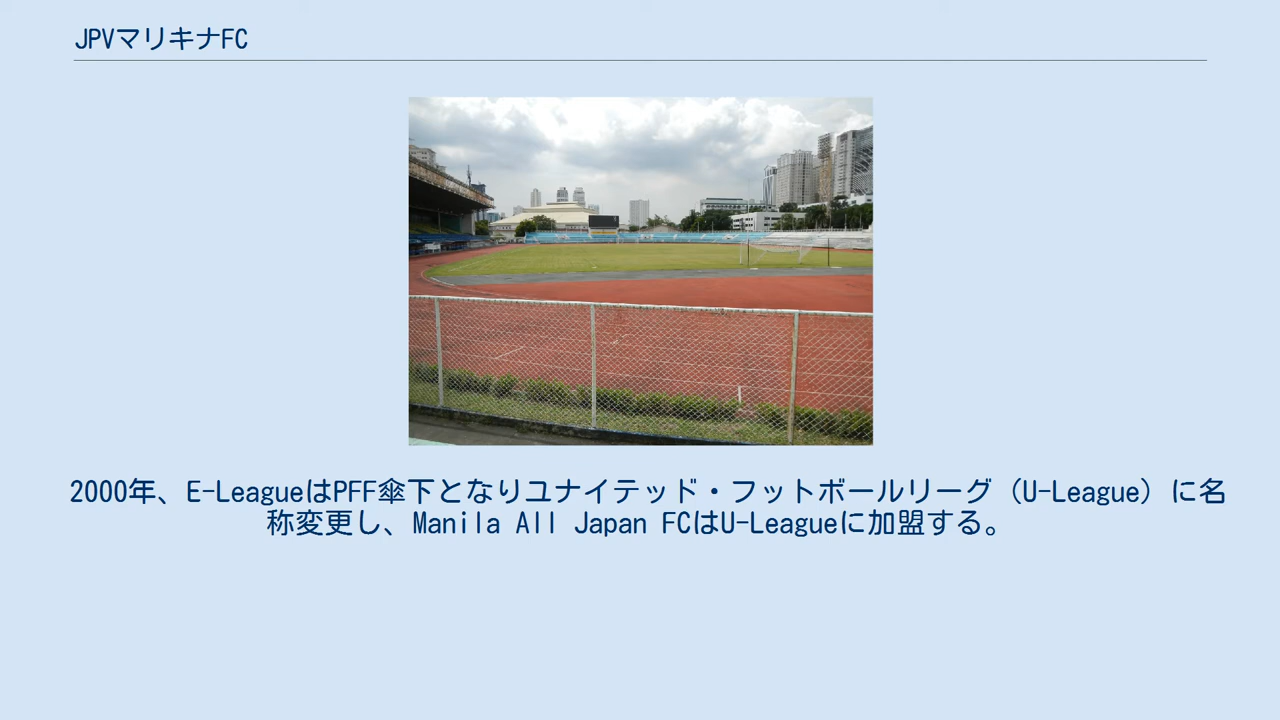 JPVマリキナFC
2000年、E-LeagueはPFF傘下となりユナイテッド・フットボールリーグ（U-League）に名
称変更し、Manila All Japan FCはU-Leagueに加盟する。